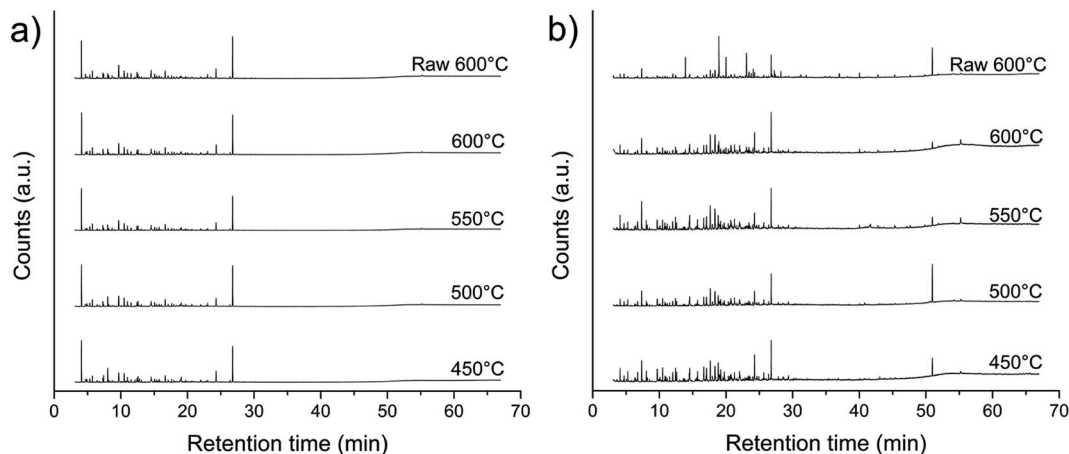 a)
Raw 600°C
600°C
550°C
500°C
450°C
Counts (a.u.)
0 10 20 30 40 50 60 70
Retention time (min)
b)
Raw 600°C
600°C
550°C
500°C
450°C
Counts (a.u.)
0 10 20 30 40 50 60 70
Retention time (min)